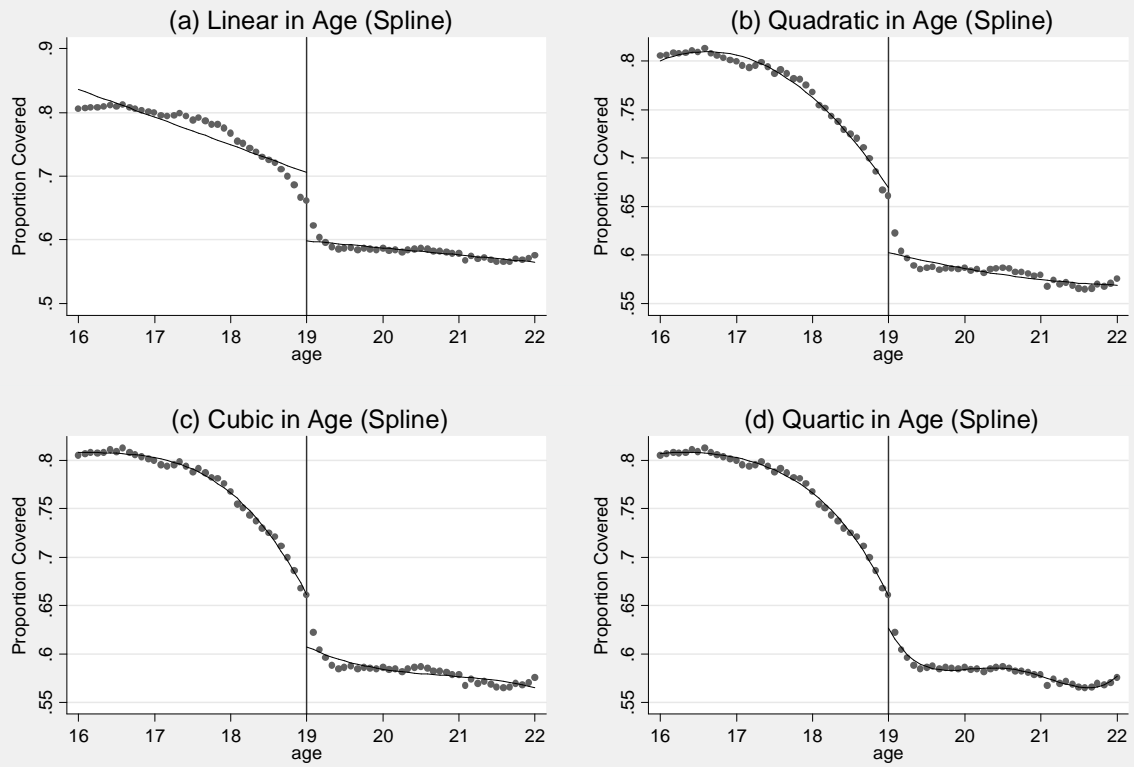 (a) Linear in Age (Spline)
Proportion Covered
.9
.8
.7
.6
.5
16 17 18 19 20 21 22
age
(b) Quadratic in Age (Spline)
Proportion Covered
.8
.75
.7
.65
.6
.55
16 17 18 19 20 21 22
age
(c) Cubic in Age (Spline)
Proportion Covered
.8
.75
.7
.65
.6
.55
16 17 18 19 20 21 22
age
(d) Quartic in Age (Spline)
Proportion Covered
.8
.75
.7
.65
.6
.55
16 17 18 19 20 21 22
age